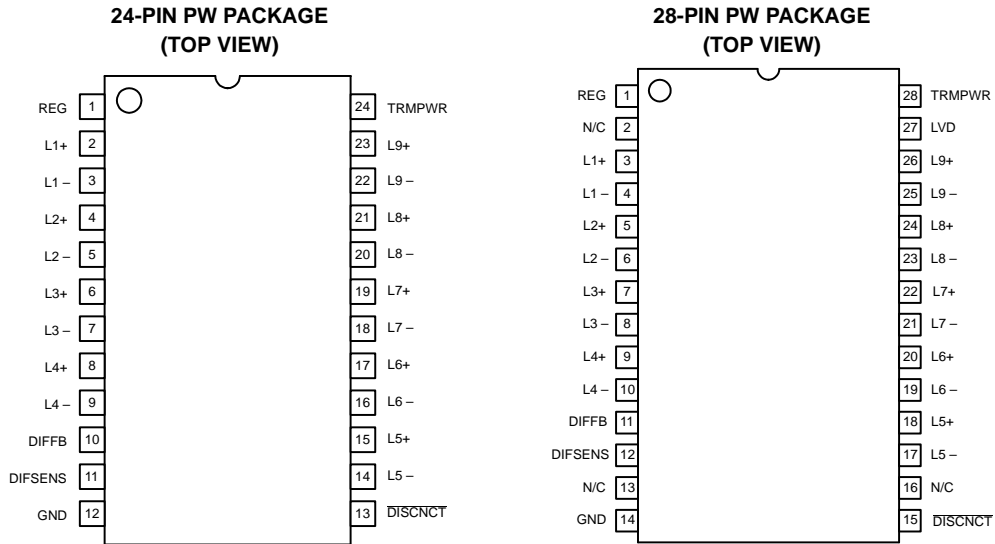 24-PIN PW PACKAGE
(TOP VIEW)
REG 1
L1+ 2
L1 – 3
L2+ 4
L2 – 5
L3+ 6
L3 – 7
L4+ 8
L4 – 9
DIFFB 10
DIFSENS 11
GND 12
24 TRMPWR
23 L9+
22 L9 –
21 L8+
20 L8 –
19 L7+
18 L7 –
17 L6+
16 L6 –
15 L5+
14 L5 –
13 DISCNCT
28-PIN PW PACKAGE
(TOP VIEW)
REG 1
N/C 2
L1+ 3
L1 – 4
L2+ 5
L2 – 6
L3+ 7
L3 – 8
L4+ 9
L4 – 10
DIFFB 11
DIFSENS 12
N/C 13
GND 14
28 TRMPWR
27 LVD
26 L9+
25 L9 –
24 L8+
23 L8 –
22 L7+
21 L7 –
20 L6+
19 L6 –
18 L5+
17 L5 –
16 N/C
15 DISCNCT